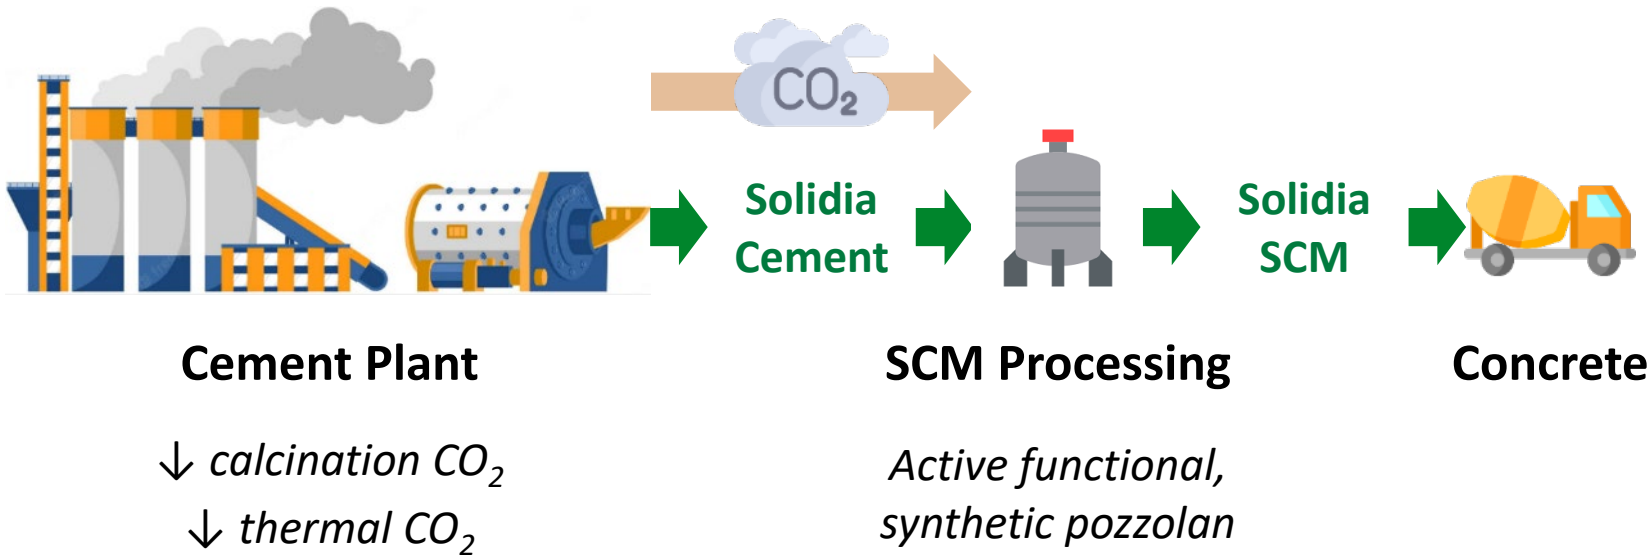 CO₂
Solidia
Cement
Solidia
SCM
Cement Plant
SCM Processing
Concrete
↓ calcination CO₂
↓ thermal CO₂
Active functional,
synthetic pozzolan